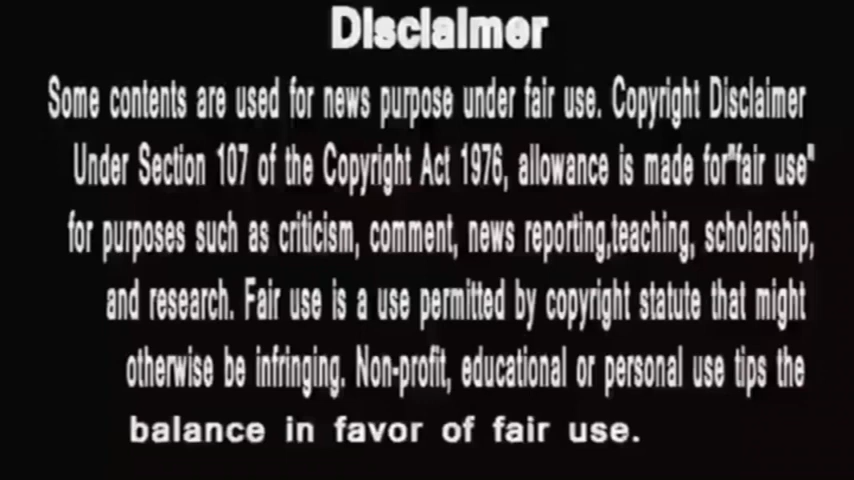 Disclaimer
Some contents are used for news purpose under fair use. Copyright Disclaimer
Under Section 107 of the Copyright Act 1976, allowance is made for"fair use"
for purposes such as criticism, comment, news reporting,teaching, scholarship,
and research. Fair use is a use permitted by copyright statute that might
otherwise be infringing. Non-profit, educational or personal use tips the
balance in favor of fair use.